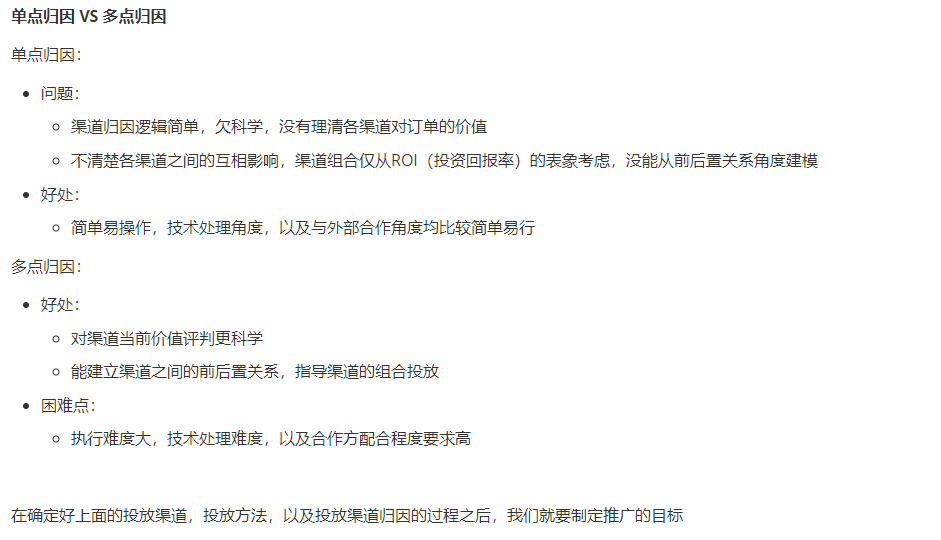 单点归因 VS 多点归因
单点归因：
问题：
渠道归因逻辑简单，欠科学，没有理清各渠道对订单的价值
不清楚各渠道之间的互相影响，渠道组合仅从ROI（投资回报率）的表象考虑，没能从前后置关系角度建模
好处：
简单易操作，技术处理角度，以及与外部合作角度均比较简单易行
多点归因：
好处：
对渠道当前价值评判更科学
能建立渠道之间的前后置关系，指导渠道的组合投放
困难点：
执行难度大，技术处理难度，以及合作方配合程度要求高
在确定好上面的投放渠道，投放方法，以及投放渠道归因的过程之后，我们就要制定推广的目标